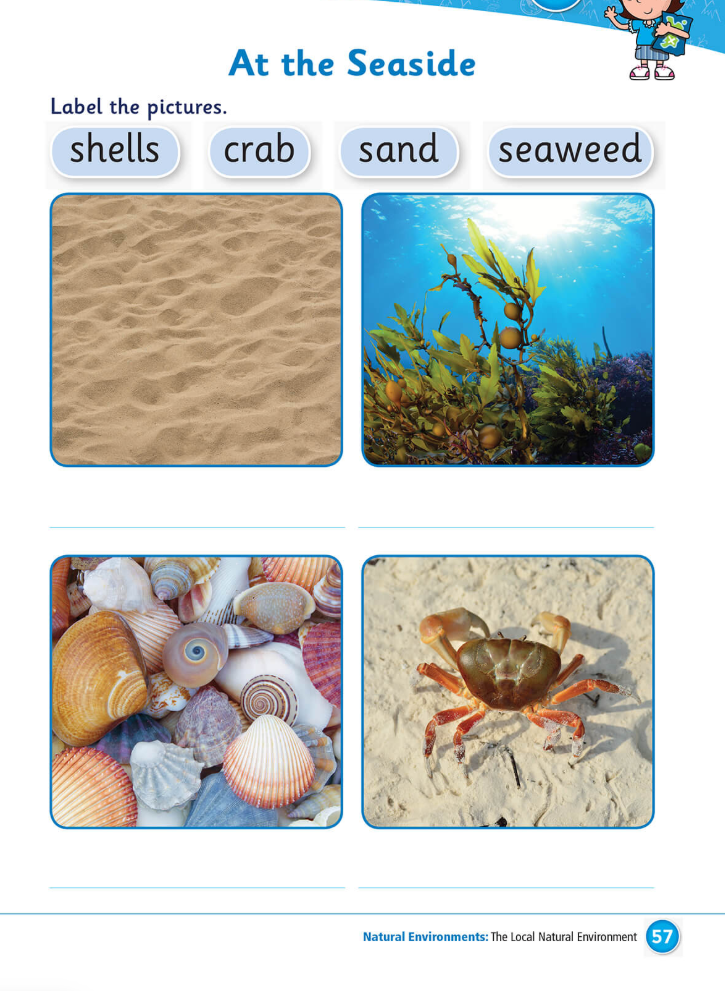 At the Seaside
Label the pictures.
shells crab sand seaweed
Natural Environments: The Local Natural Environment 57